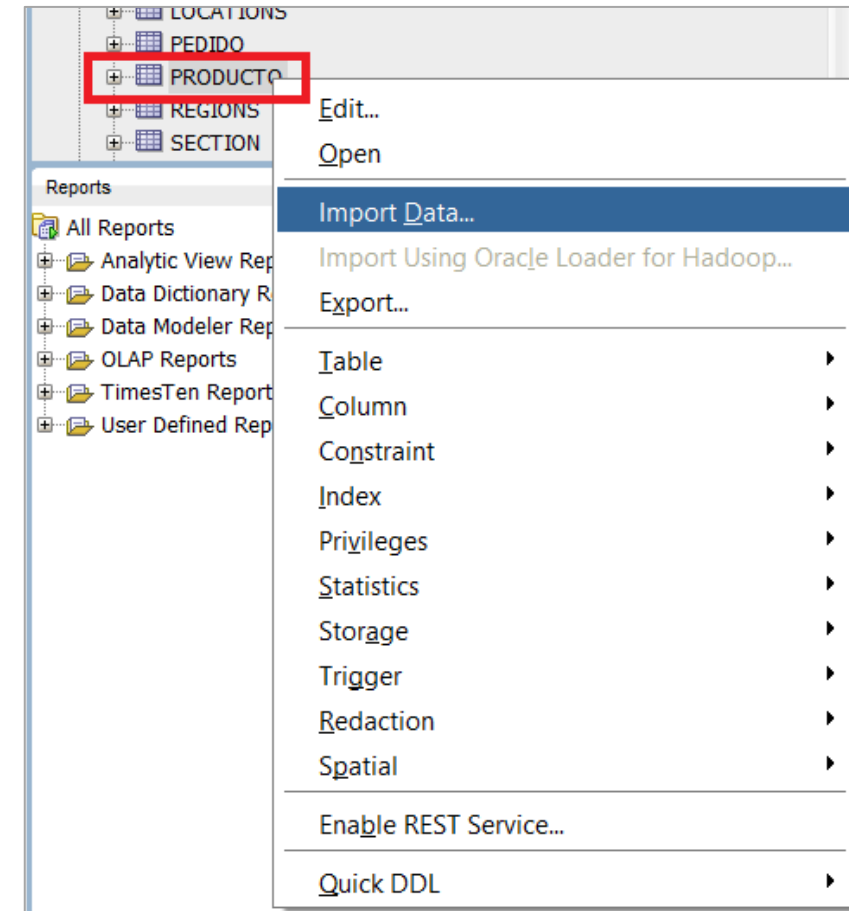 LOCATIONS
PEDIDO
PRODUCTO
REGIONS
SECTION
Reports
All Reports
Analytic View Rep
Data Dictionary R
Data Modeler Rep
OLAP Reports
TimesTen Report
User Defined Rep
Edit...
Open
Import Data...
Import Using Oracle Loader for Hadoop...
Export...
Table
Column
Constraint
Index
Privileges
Statistics
Storage
Trigger
Redaction
Spatial
Enable REST Service...
Quick DDL